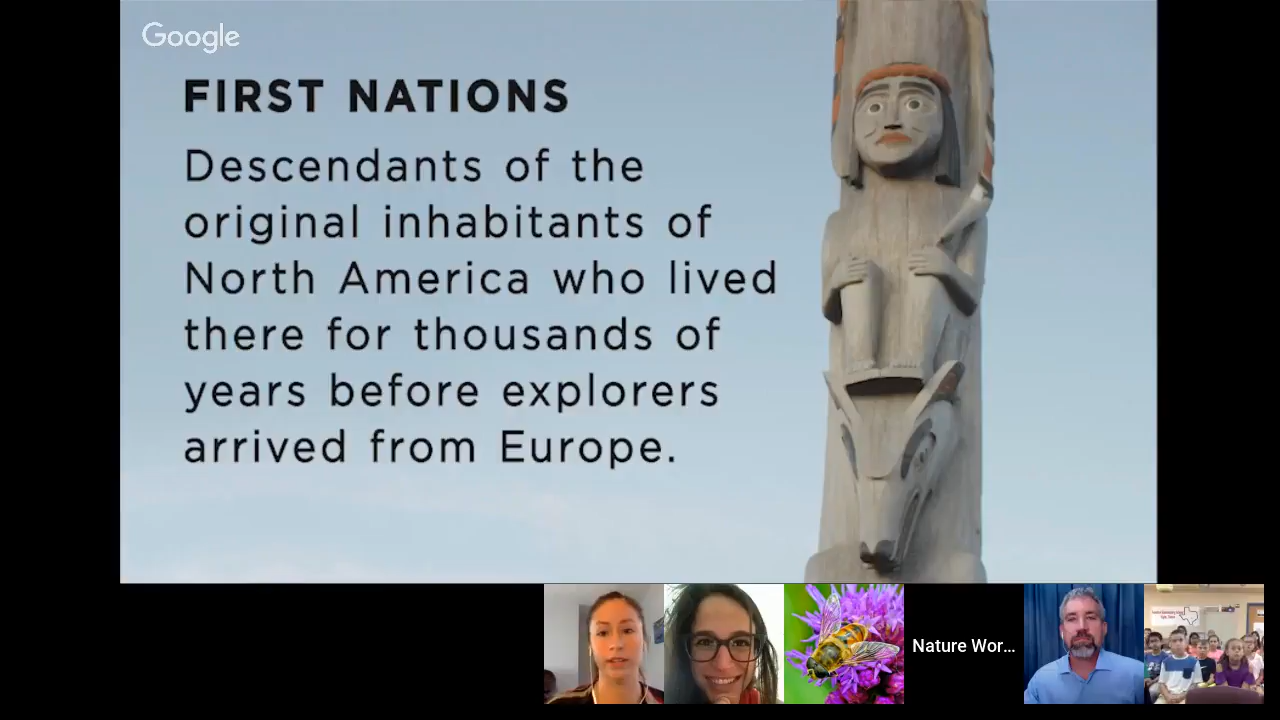 Google
FIRST NATIONS
Descendants of the
original inhabitants of
North America who lived
there for thousands of
years before explorers
arrived from Europe.
Nature Wor...